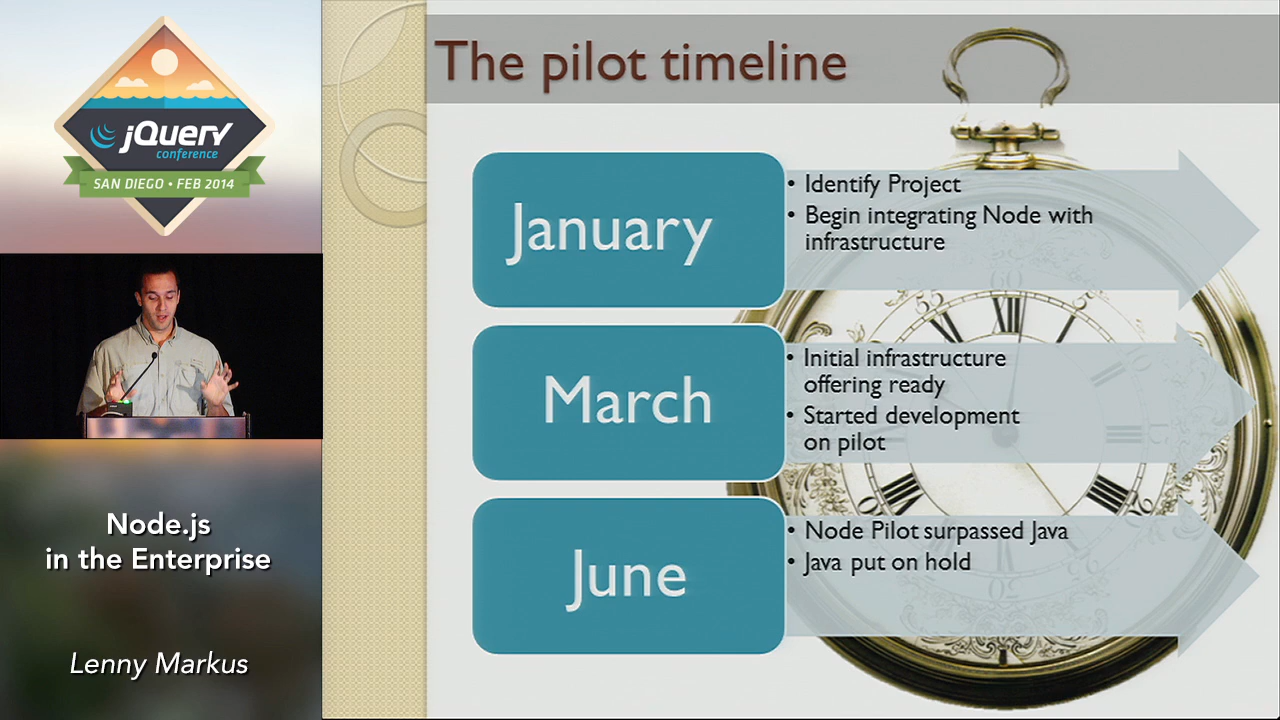 jQuery
conference
SAN DIEGO • FEB 2014
Node.js
in the Enterprise
Lenny Markus
The pilot timeline
January
• Identify Project
• Begin integrating Node with
infrastructure
March
• Initial infrastructure
offering ready
• Started development
on pilot
June
• Node Pilot surpassed Java
• Java put on hold